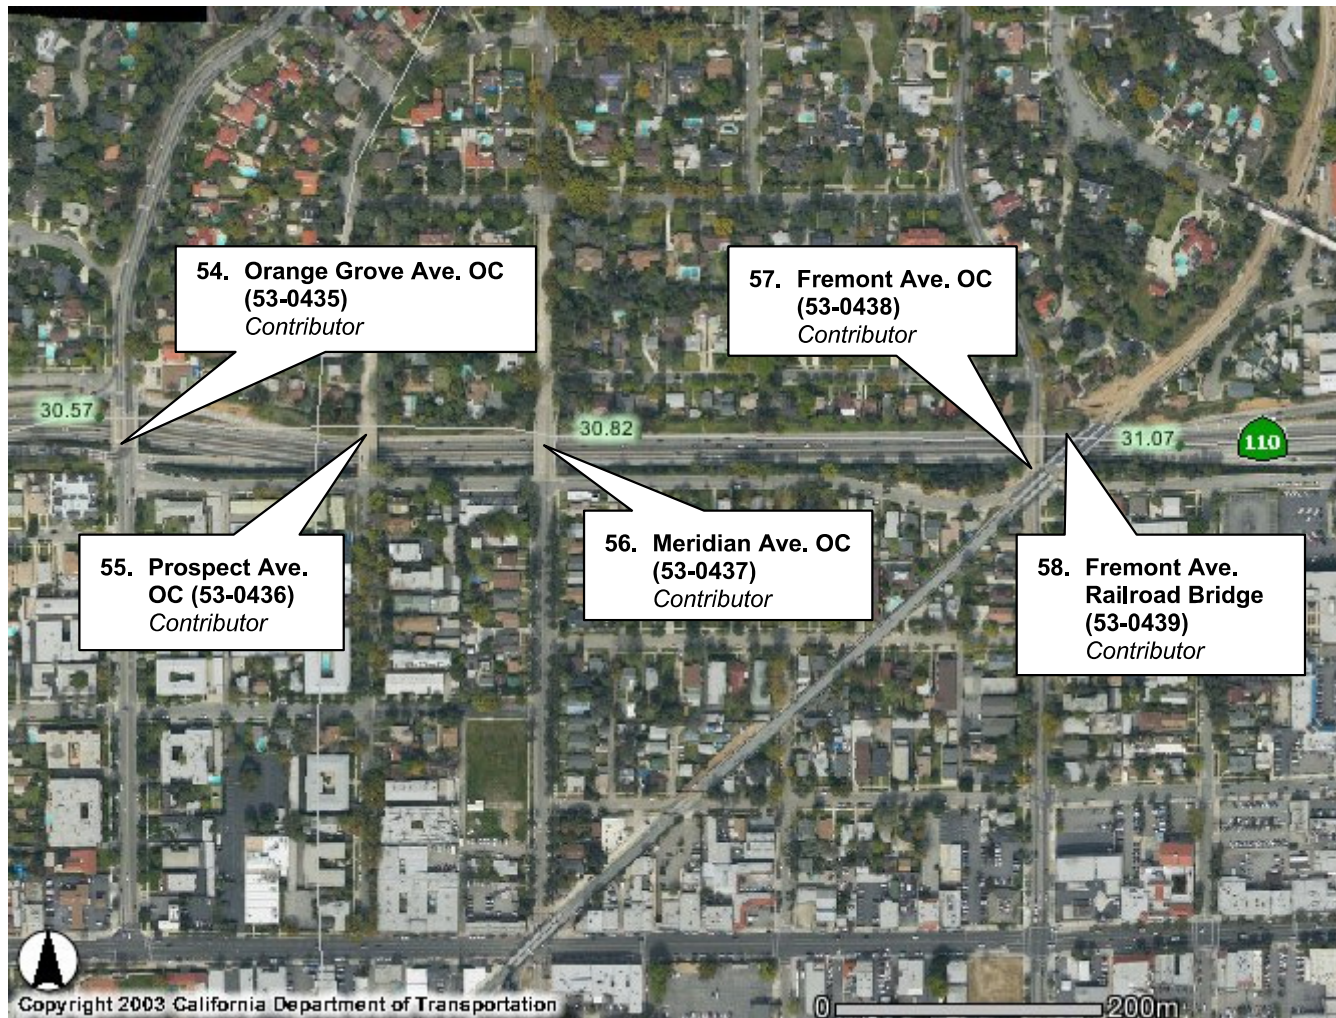 54. Orange Grove Ave. OC
(53-0435)
Contributor
57. Fremont Ave. OC
(53-0438)
Contributor
30.57
30.82
31.07
110
55. Prospect Ave.
OC (53-0436)
Contributor
56. Meridian Ave. OC
(53-0437)
Contributor
58. Fremont Ave.
Railroad Bridge
(53-0439)
Contributor
Copyright 2003 California Department of Transportation
0 200m